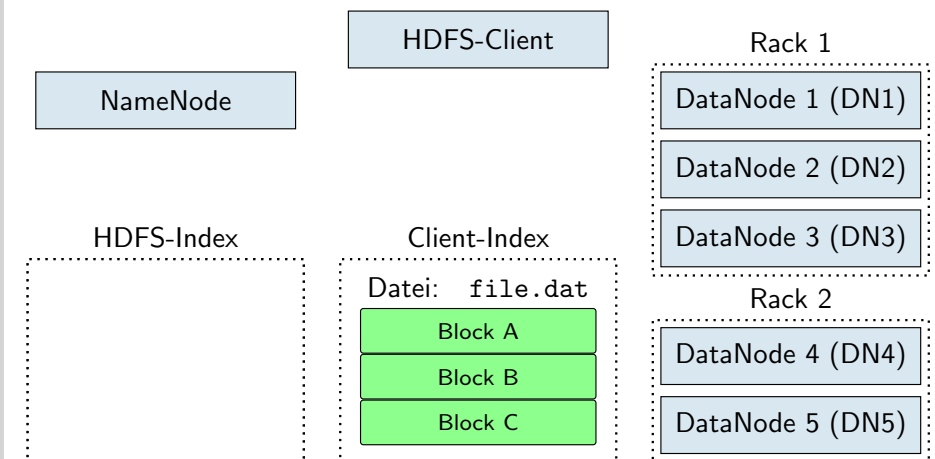 HDFS-Client
NameNode
Rack 1
DataNode 1 (DN1)
DataNode 2 (DN2)
DataNode 3 (DN3)
HDFS-Index
Client-Index
Datei: file.dat
Block A
Block B
Block C
Rack 2
DataNode 4 (DN4)
DataNode 5 (DN5)